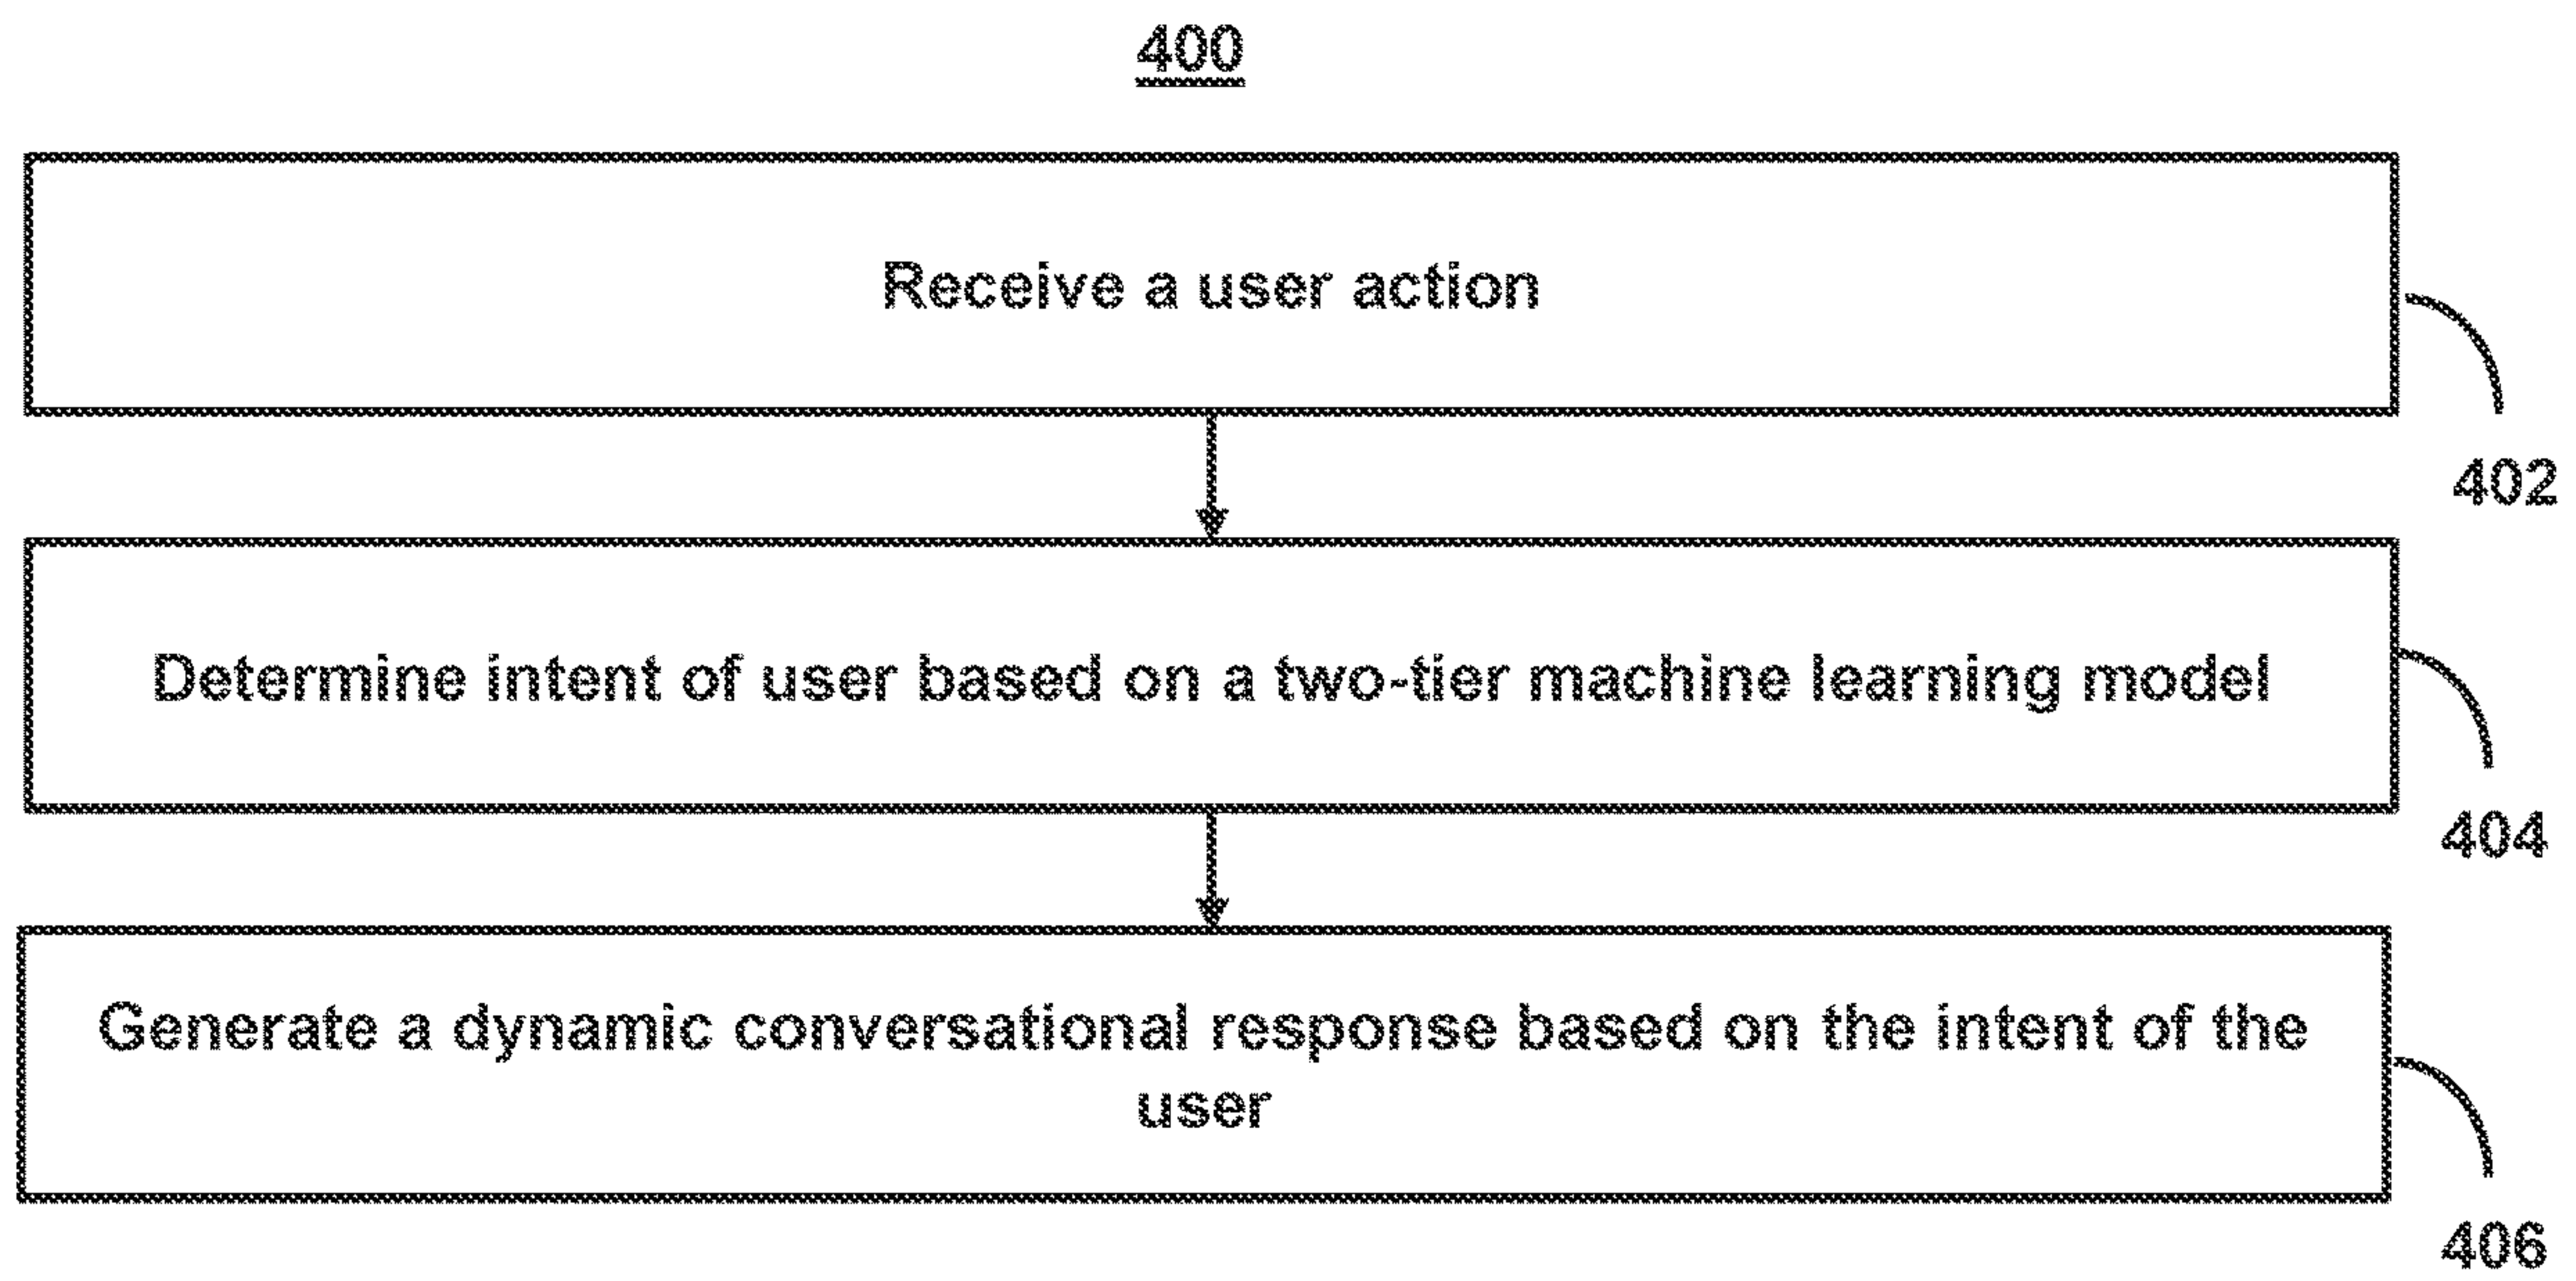 400
Receive a user action
402
Determine intent of user based on a two-tier machine learning model
404
Generate a dynamic conversational response based on the intent of the
user
406